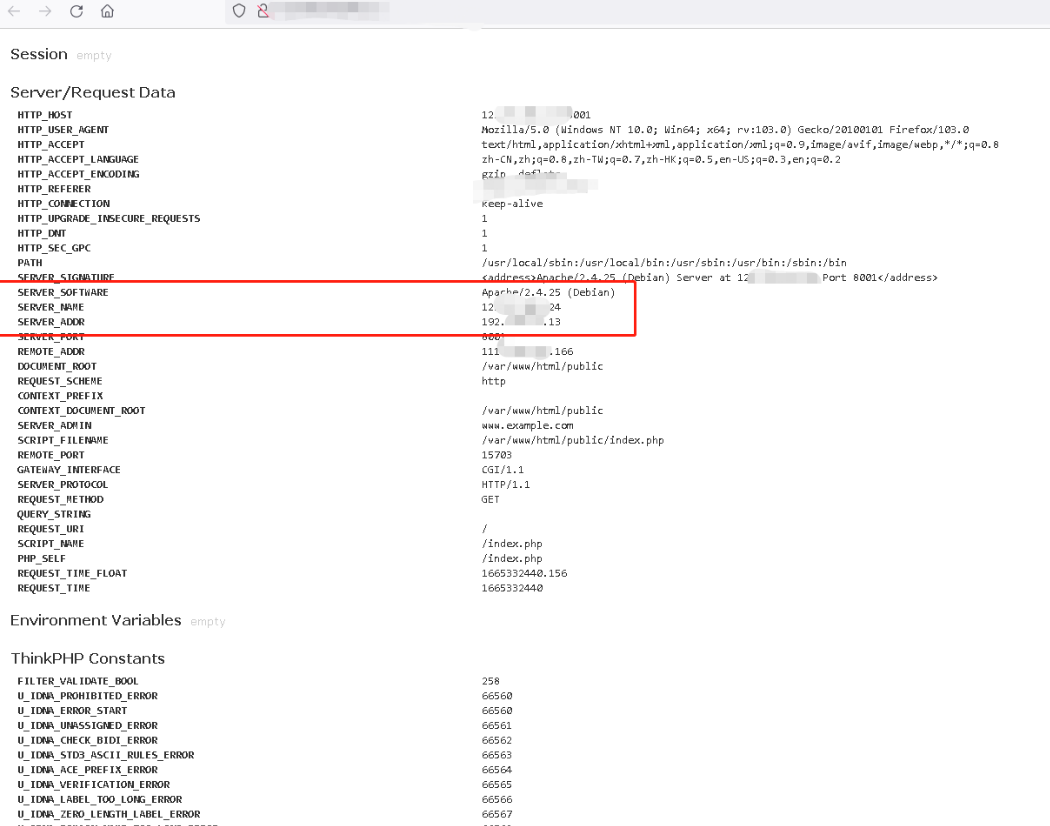 Session empty
Server/Request Data
HTTP_HOST 12 001
HTTP_USER_AGENT Mozilla/5.0 (Windows NT 10.0; Win64; x64; rv:103.0) Gecko/20100101 Firefox/103.0
HTTP_ACCEPT text/html,application/xhtml+xml,application/xml;q=0.9,image/avif,image/webp,*/*;q=0.8
HTTP_ACCEPT_LANGUAGE zh-CN,zh;q=0.8,zh-TW;q=0.7,zh-HK;q=0.5,en-US;q=0.3,en;q=0.2
HTTP_ACCEPT_ENCODING gzip, deflate
HTTP_REFERER
HTTP_CONNECTION keep-alive
HTTP_UPGRADE_INSECURE_REQUESTS 1
HTTP_DNT 1
HTTP_SEC_GPC 1
PATH /usr/local/sbin:/usr/local/bin:/usr/sbin:/usr/bin:/sbin:/bin
SERVER_SIGNATURE <address>Apache/2.4.25 (Debian) Server at 12 Port 8001</address>
SERVER_SOFTWARE Apache/2.4.25 (Debian)
SERVER_NAME 12. 24
SERVER_ADDR 192. .13
SERVER_PORT 8001
REMOTE_ADDR 111 .166
DOCUMENT_ROOT /var/www/html/public
REQUEST_SCHEME http
CONTEXT_PREFIX
CONTEXT_DOCUMENT_ROOT /var/www/html/public
SERVER_ADMIN www.example.com
SCRIPT_FILENAME /var/www/html/public/index.php
REMOTE_PORT 15703
GATEWAY_INTERFACE CGI/1.1
SERVER_PROTOCOL HTTP/1.1
REQUEST_METHOD GET
QUERY_STRING
REQUEST_URI /
SCRIPT_NAME /index.php
PHP_SELF /index.php
REQUEST_TIME_FLOAT 1665332440.156
REQUEST_TIME 1665332440
Environment Variables empty
ThinkPHP Constants
FILTER_VALIDATE_BOOL 258
U_IDNA_PROHIBITED_ERROR 66560
U_IDNA_ERROR_START 66560
U_IDNA_UNASSIGNED_ERROR 66561
U_IDNA_CHECK_BIDI_ERROR 66562
U_IDNA_STD3_ASCII_RULES_ERROR 66563
U_IDNA_ACE_PREFIX_ERROR 66564
U_IDNA_VERIFICATION_ERROR 66565
U_IDNA_LABEL_TOO_LONG_ERROR 66566
U_IDNA_ZERO_LENGTH_LABEL_ERROR 66567